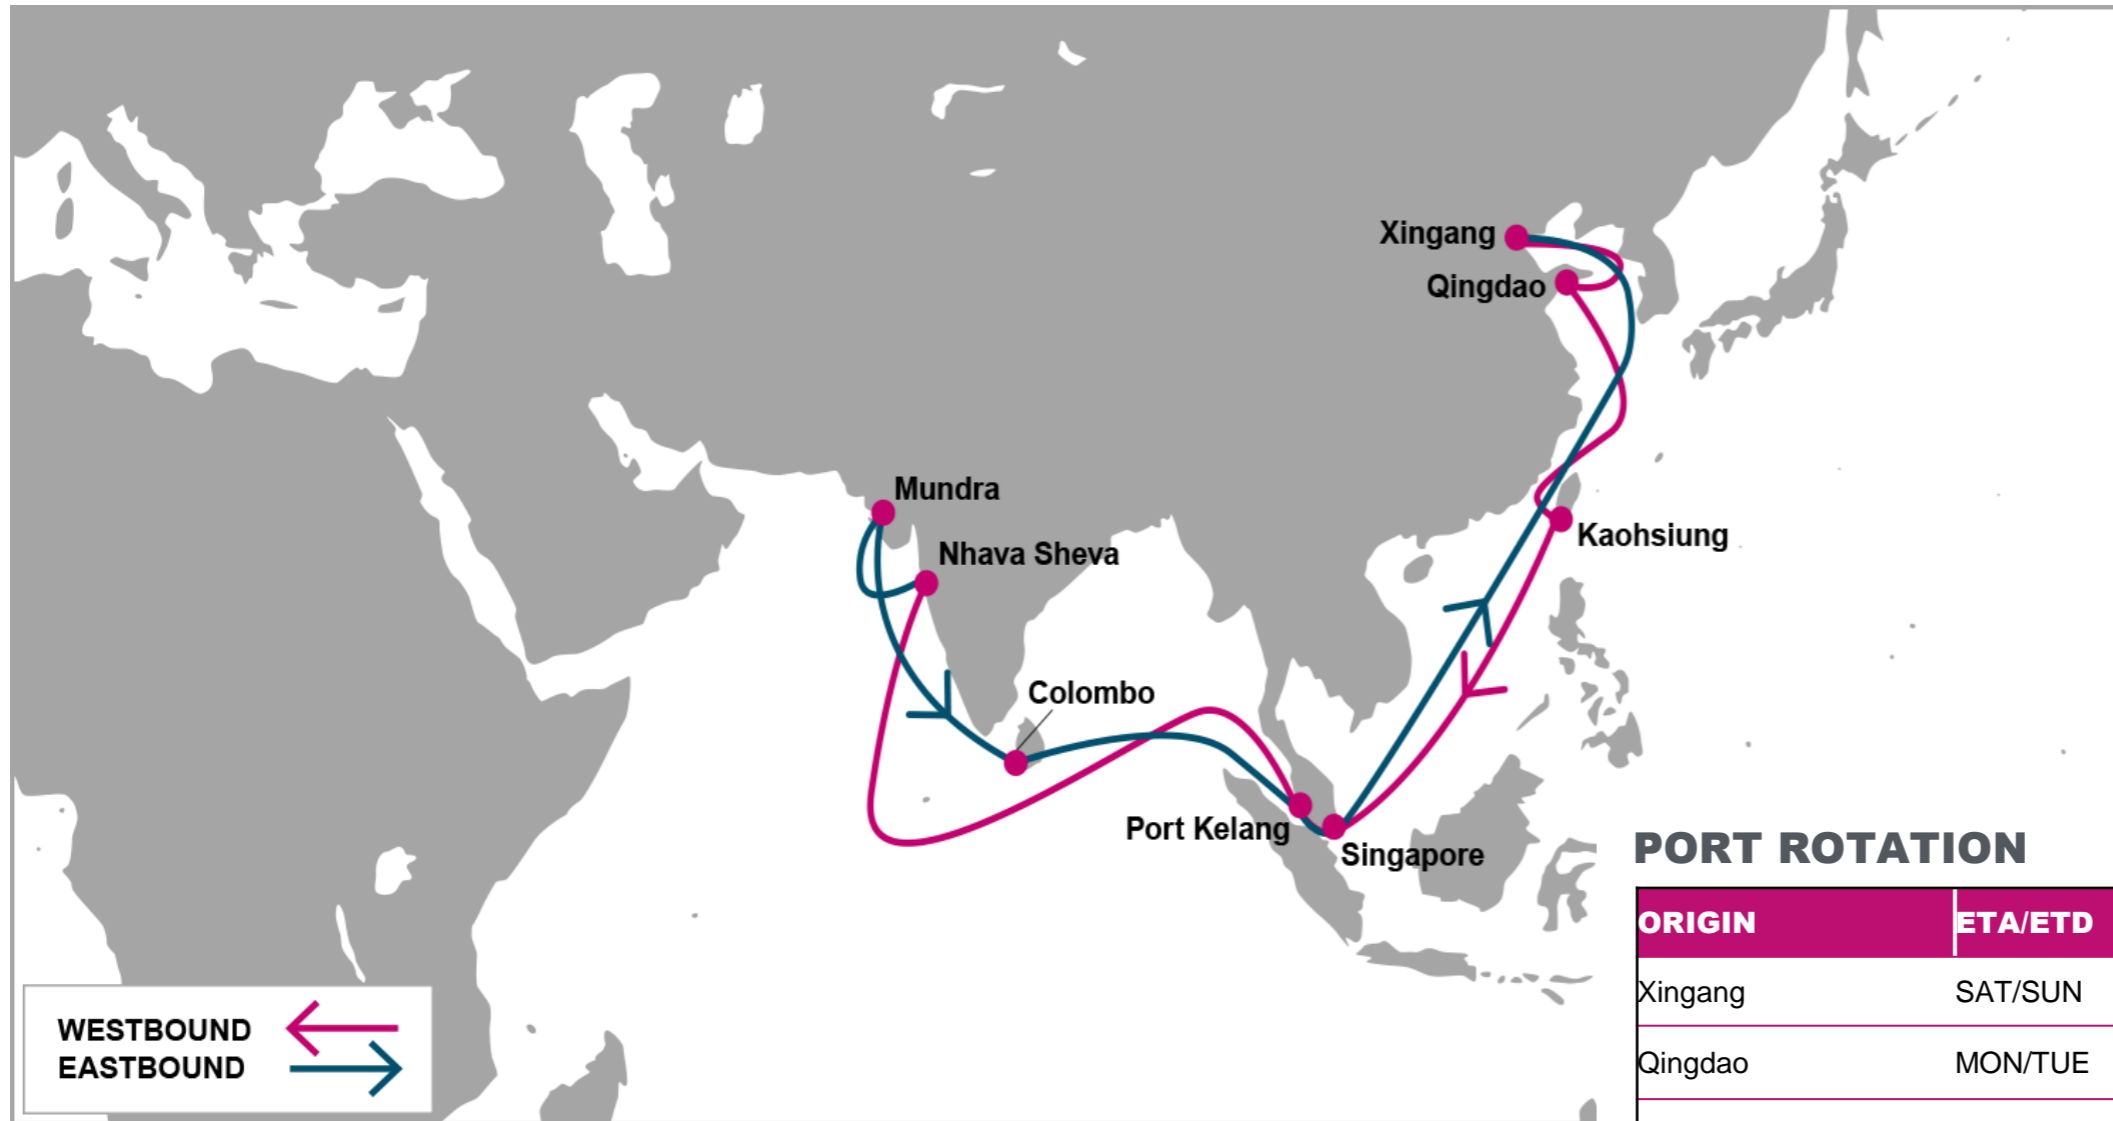 Xingang
Qingdao
Mundra
Nhava Sheva
Kaohsiung
Colombo
Port Kelang
Singapore
WESTBOUND
EASTBOUND
PORT ROTATION
ORIGIN ETA/ETD
Xingang SAT/SUN
Qingdao MON/TUE